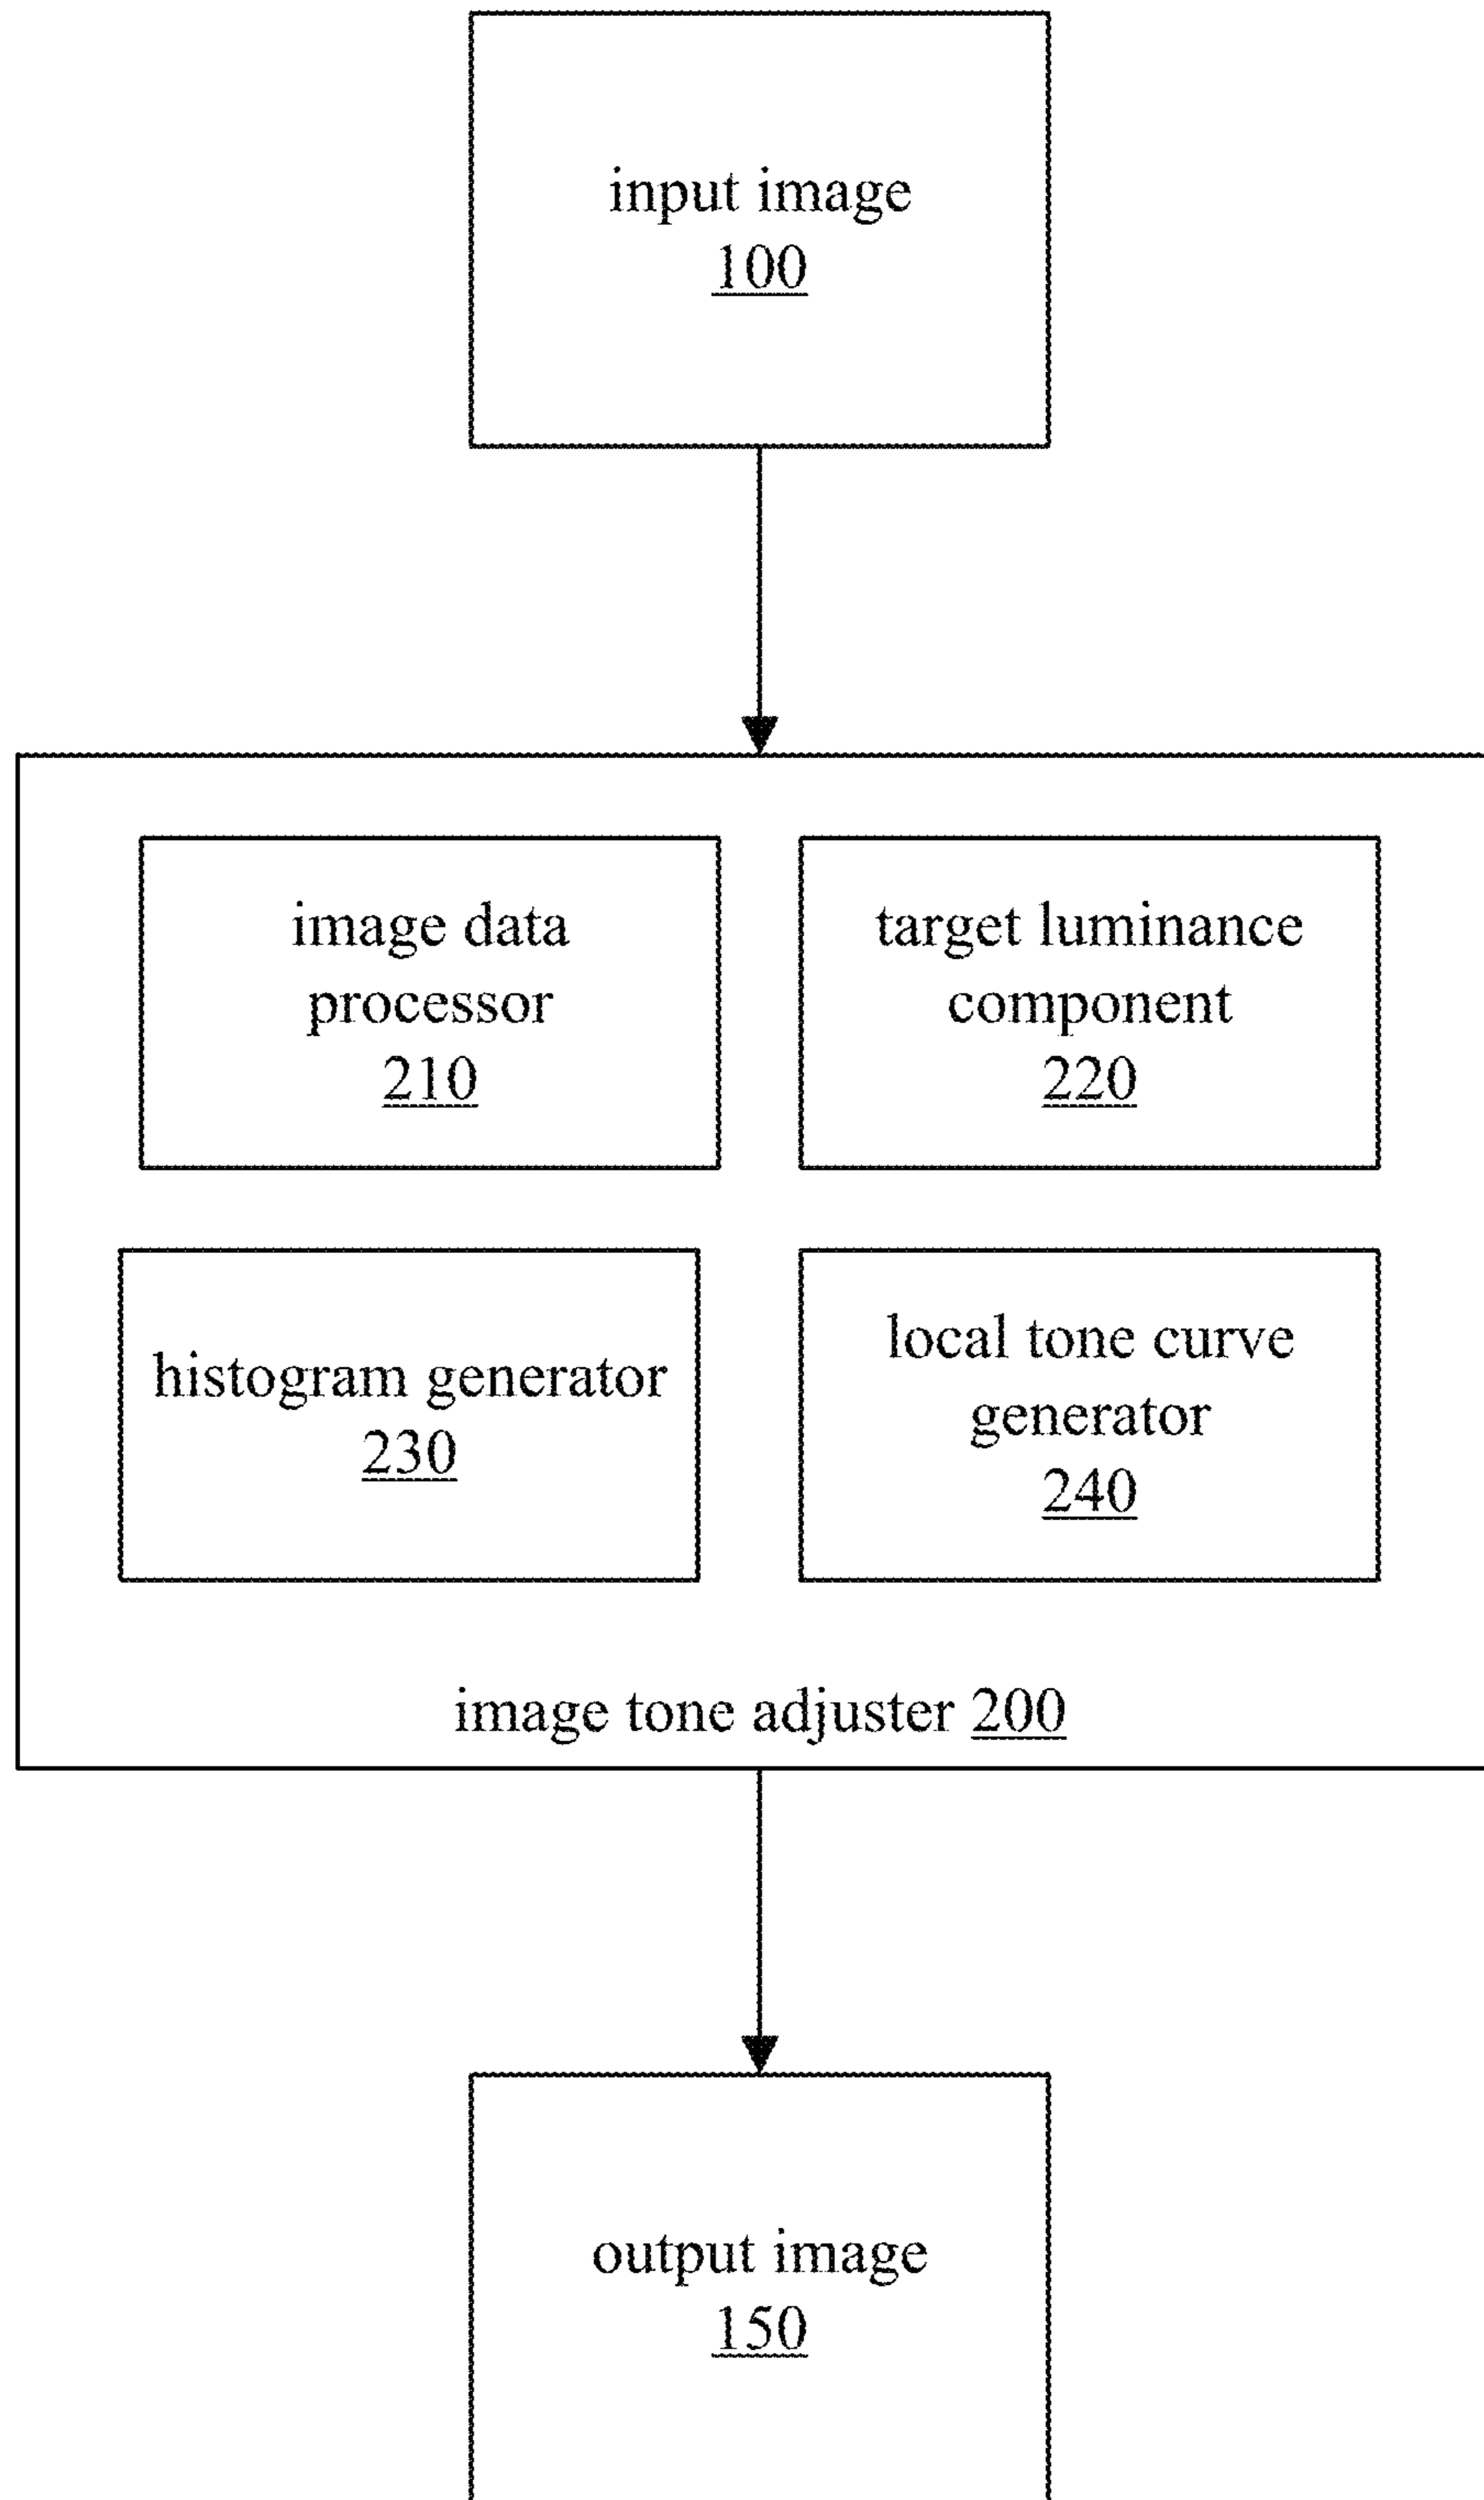 input image
100
image data
processor
210
target luminance
component
220
histogram generator
230
local tone curve
generator
240
image tone adjuster 200
output image
150